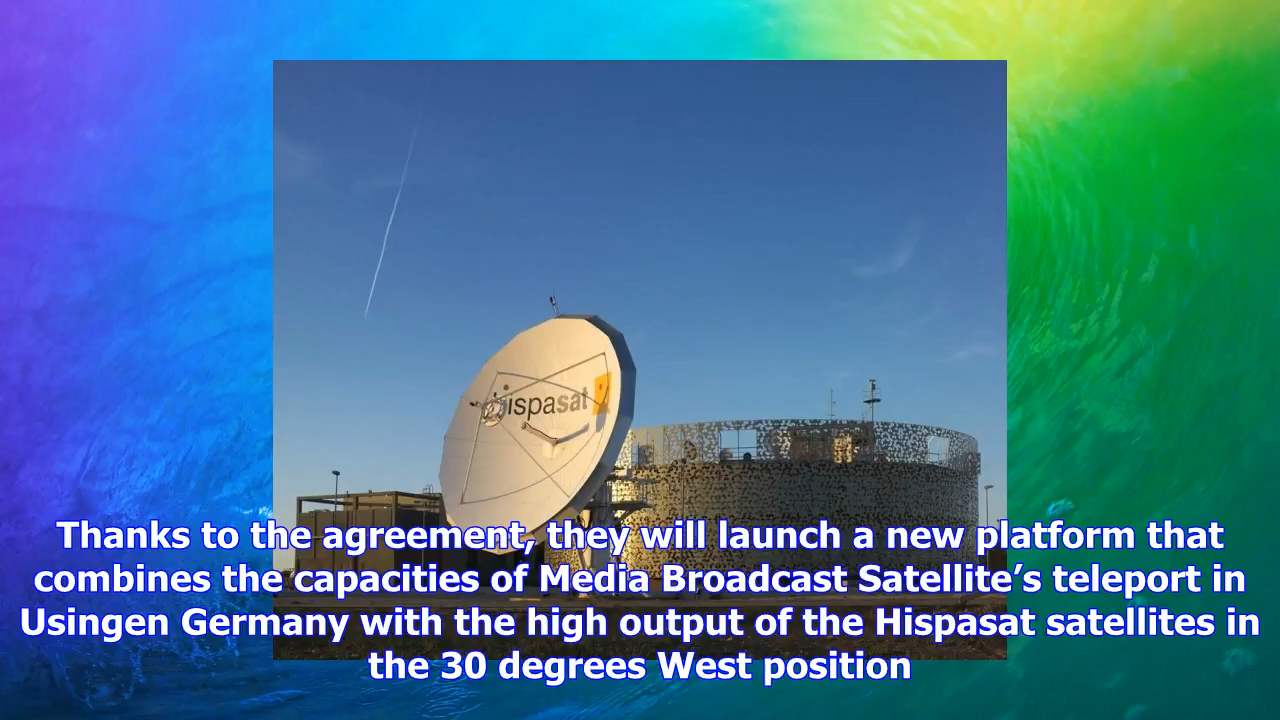 hispasat
Thanks to the agreement, they will launch a new platform that
combines the capacities of Media Broadcast Satellite’s teleport in
Usingen Germany with the high output of the Hispasat satellites in
the 30 degrees West position